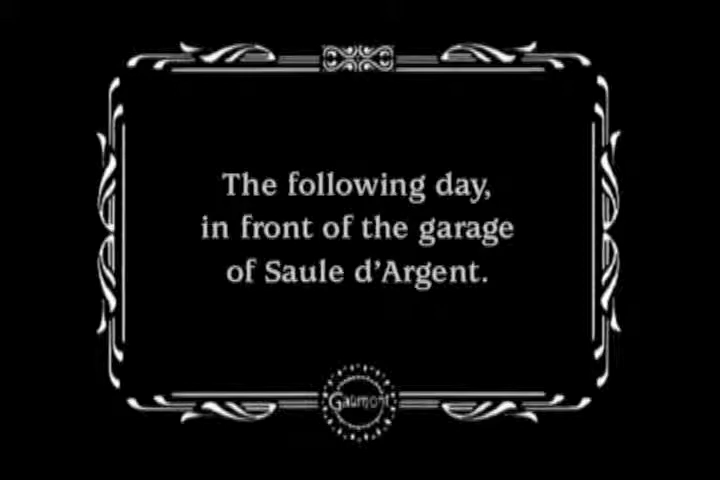 The following day,
in front of the garage
of Saule d'Argent.
Gaumont